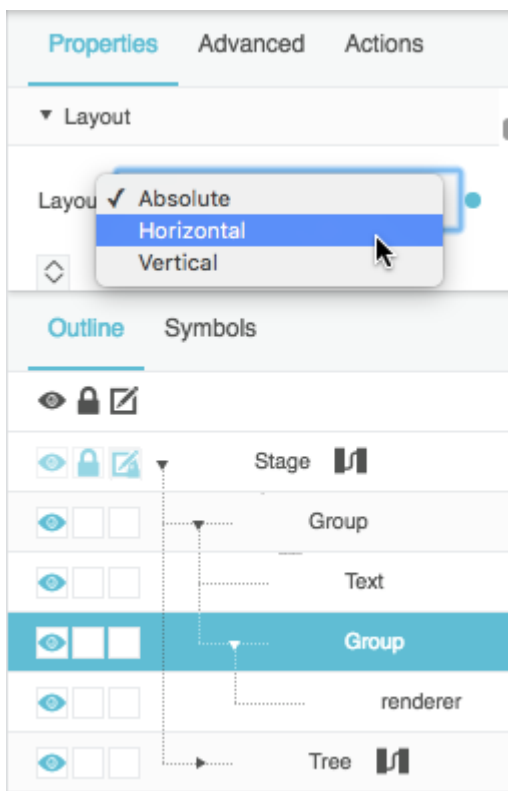 Properties Advanced Actions
Layout
Layou
Absolute
Horizontal
Vertical
Outline Symbols
Stage
Group
Text
Group
renderer
Tree